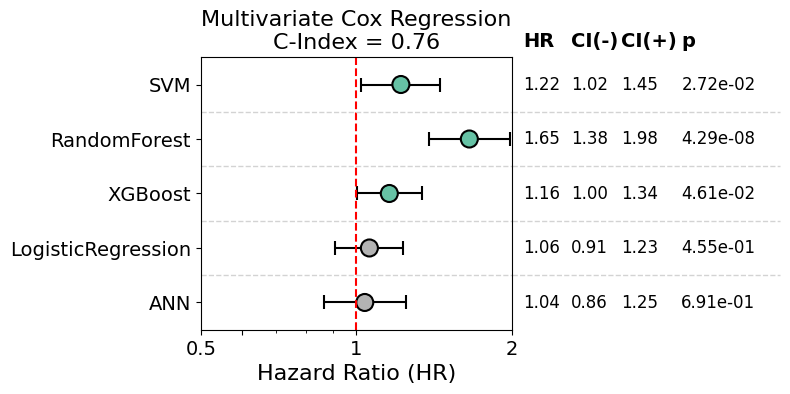 Multivariate Cox Regression
C-Index = 0.76
HR CI(-) CI(+) p
SVM 1.22 1.02 1.45 2.72e-02
RandomForest 1.65 1.38 1.98 4.29e-08
XGBoost 1.16 1.00 1.34 4.61e-02
LogisticRegression 1.06 0.91 1.23 4.55e-01
ANN 1.04 0.86 1.25 6.91e-01
0.5 1 2
Hazard Ratio (HR)